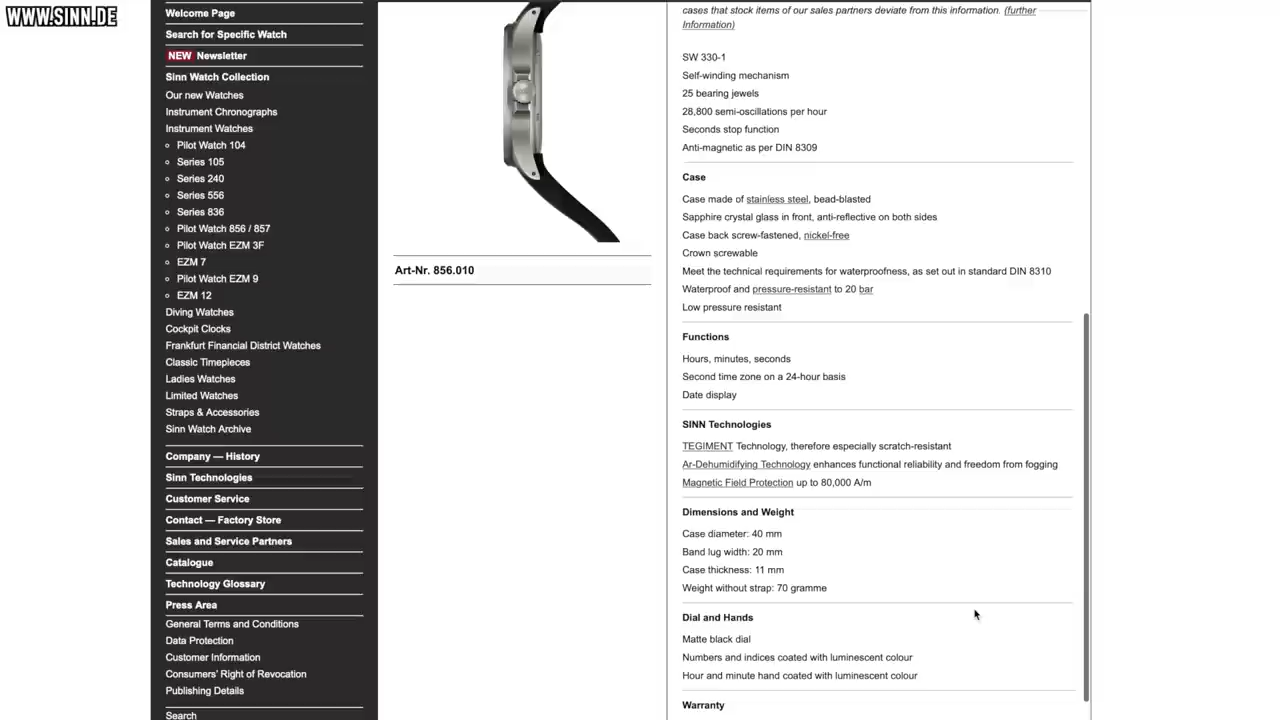 WWW.SINN.DE
Welcome Page
Search for Specific Watch
NEW Newsletter
Sinn Watch Collection
Our new Watches
Instrument Chronographs
Instrument Watches
Pilot Watch 104
Series 105
Series 240
Series 556
Series 836
Pilot Watch 856 / 857
Pilot Watch EZM 3F
EZM 7
Pilot Watch EZM 9
EZM 12
Diving Watches
Cockpit Clocks
Frankfurt Financial District Watches
Classic Timepieces
Ladies Watches
Limited Watches
Straps & Accessories
Sinn Watch Archive
Company — History
Sinn Technologies
Customer Service
Contact — Factory Store
Sales and Service Partners
Catalogue
Technology Glossary
Press Area
General Terms and Conditions
Data Protection
Customer Information
Consumers' Right of Revocation
Publishing Details
Search
Art-Nr. 856.010
cases that stock items of our sales partners deviate from this information. (further
Information)
SW 330-1
Self-winding mechanism
25 bearing jewels
28,800 semi-oscillations per hour
Seconds stop function
Anti-magnetic as per DIN 8309
Case
Case made of stainless steel, bead-blasted
Sapphire crystal glass in front, anti-reflective on both sides
Case back screw-fastened, nickel-free
Crown screwable
Meet the technical requirements for waterproofness, as set out in standard DIN 8310
Waterproof and pressure-resistant to 20 bar
Low pressure resistant
Functions
Hours, minutes, seconds
Second time zone on a 24-hour basis
Date display
SINN Technologies
TEGIMENT Technology, therefore especially scratch-resistant
Ar-Dehumidifying Technology enhances functional reliability and freedom from fogging
Magnetic Field Protection up to 80,000 A/m
Dimensions and Weight
Case diameter: 40 mm
Band lug width: 20 mm
Case thickness: 11 mm
Weight without strap: 70 gramme
Dial and Hands
Matte black dial
Numbers and indices coated with luminescent colour
Hour and minute hand coated with luminescent colour
Warranty